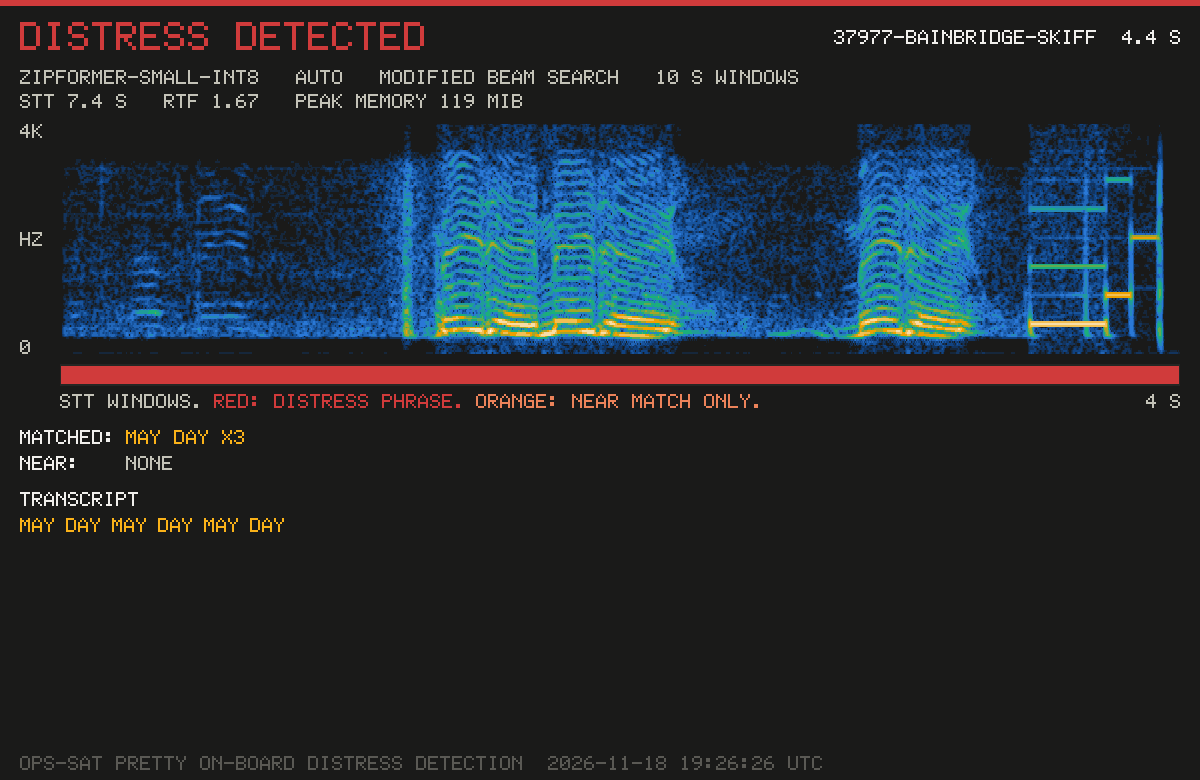 DISTRESS DETECTED
37977-BAINBRIDGE-SKIFF 4.4 S
ZIPFORMER-SMALL-INT8 AUTO MODIFIED BEAM SEARCH 10 S WINDOWS
STT 7.4 S RTF 1.67 PEAK MEMORY 119 MIB
4K
HZ
0
STT WINDOWS. RED: DISTRESS PHRASE. ORANGE: NEAR MATCH ONLY. 4 S
MATCHED: MAY DAY X3
NEAR: NONE
TRANSCRIPT
MAY DAY MAY DAY MAY DAY
OPS-SAT PRETTY ON-BOARD DISTRESS DETECTION 2026-11-18 19:26:26 UTC